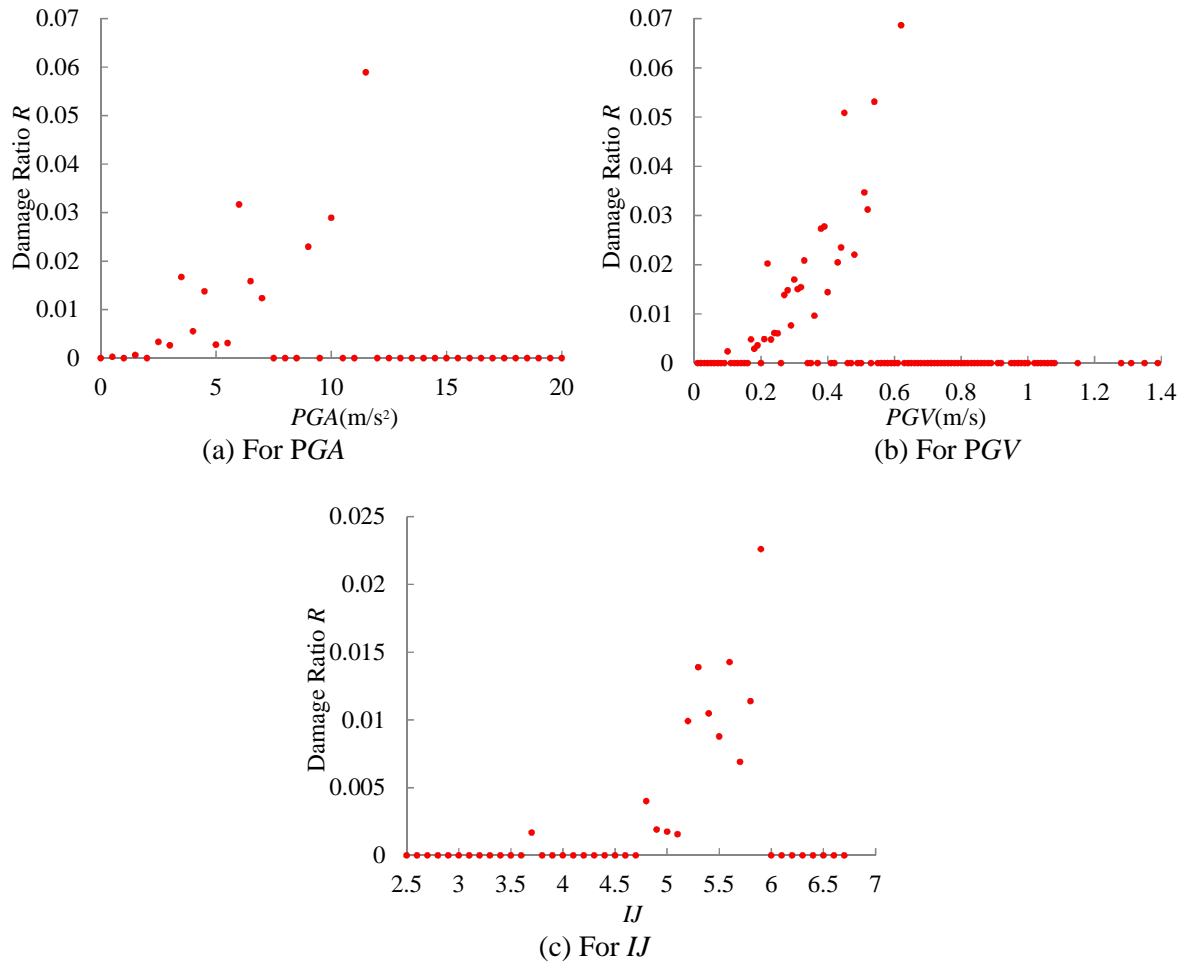 0.07
0.06
0.05
0.04
0.03
0.02
0.01
0
Damage Ratio R
0 5 10 15 20
PGA(m/s²)
(a) For PGA
0.07
0.06
0.05
0.04
0.03
0.02
0.01
0
Damage Ratio R
0 0.2 0.4 0.6 0.8 1 1.2 1.4
PGV(m/s)
(b) For PGV
0.025
0.02
0.015
0.01
0.005
0
Damage Ratio R
2.5 3 3.5 4 4.5 5 5.5 6 6.5 7
IJ
(c) For IJ